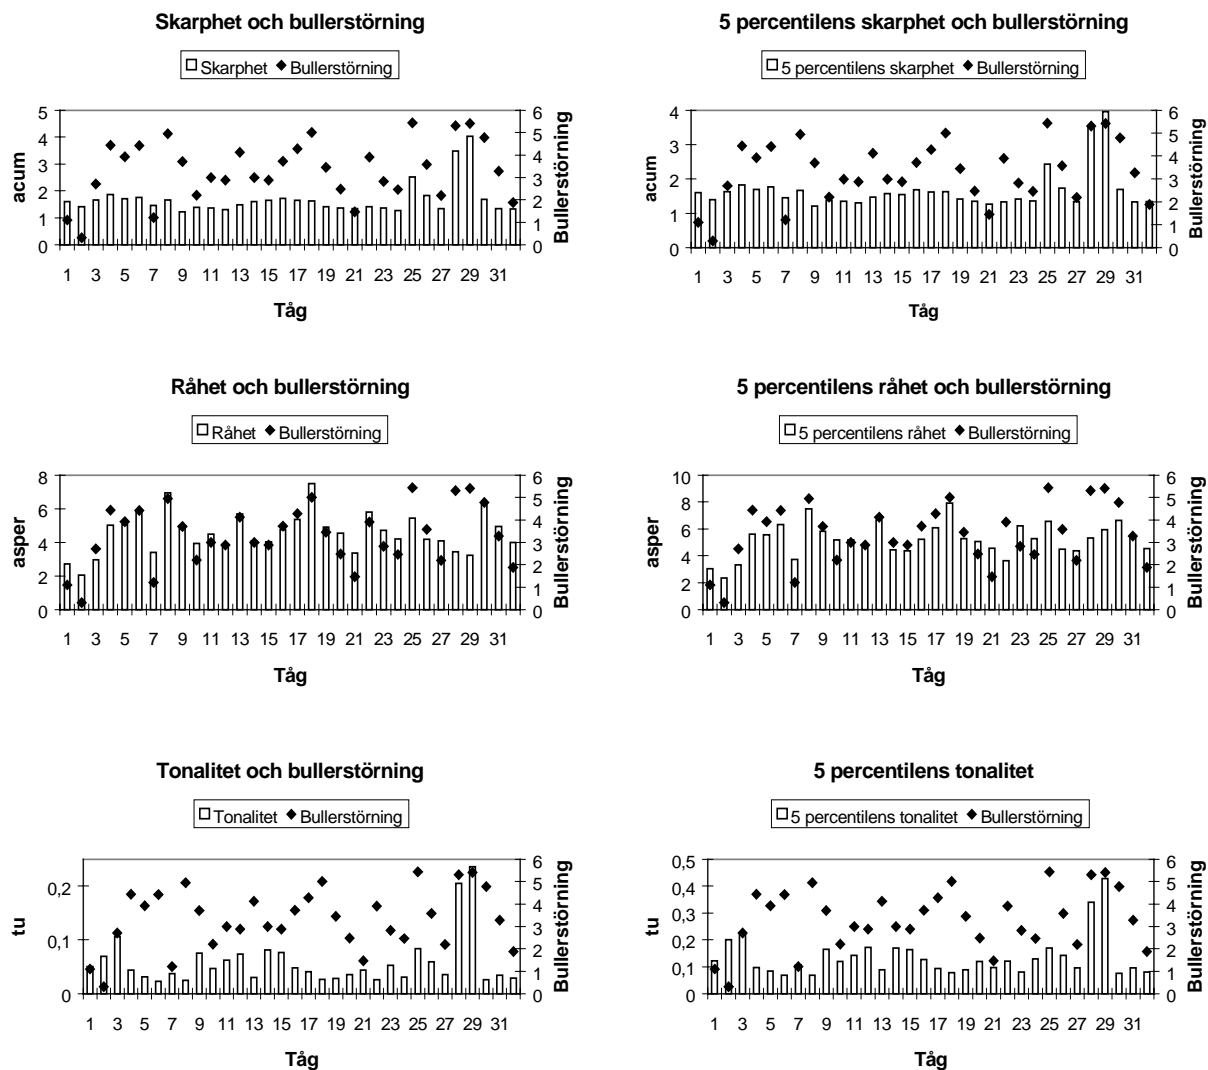 Skarphet och bullerstörning
Skarphet Bullerstörning
5
4
3
2
1
0
acum
6
5
4
3
2
1
0
Bullerstörning
1 3 5 7 9 11 13 15 17 19 21 23 25 27 29 31
Tåg
5 percentilens skarphet och bullerstörning
5 percentilens skarphet Bullerstörning
4
3
2
1
0
acum
6
5
4
3
2
1
0
Bullerstörning
1 3 5 7 9 11 13 15 17 19 21 23 25 27 29 31
Tåg
Råhet och bullerstörning
Råhet Bullerstörning
8
6
4
2
0
asper
6
5
4
3
2
1
0
Bullerstörning
1 3 5 7 9 11 13 15 17 19 21 23 25 27 29 31
Tåg
5 percentilens råhet och bullerstörning
5 percentilens råhet Bullerstörning
10
8
6
4
2
0
asper
6
5
4
3
2
1
0
Bullerstörning
1 3 5 7 9 11 13 15 17 19 21 23 25 27 29 31
Tåg
Tonalitet och bullerstörning
Tonalitet Bullerstörning
0,2
0,1
0
tu
6
5
4
3
2
1
0
Bullerstörning
1 3 5 7 9 11 13 15 17 19 21 23 25 27 29 31
Tåg
5 percentilens tonalitet
5 percentilens tonalitet Bullerstörning
0,5
0,4
0,3
0,2
0,1
0
tu
6
5
4
3
2
1
0
Bullerstörning
1 3 5 7 9 11 13 15 17 19 21 23 25 27 29 31
Tåg